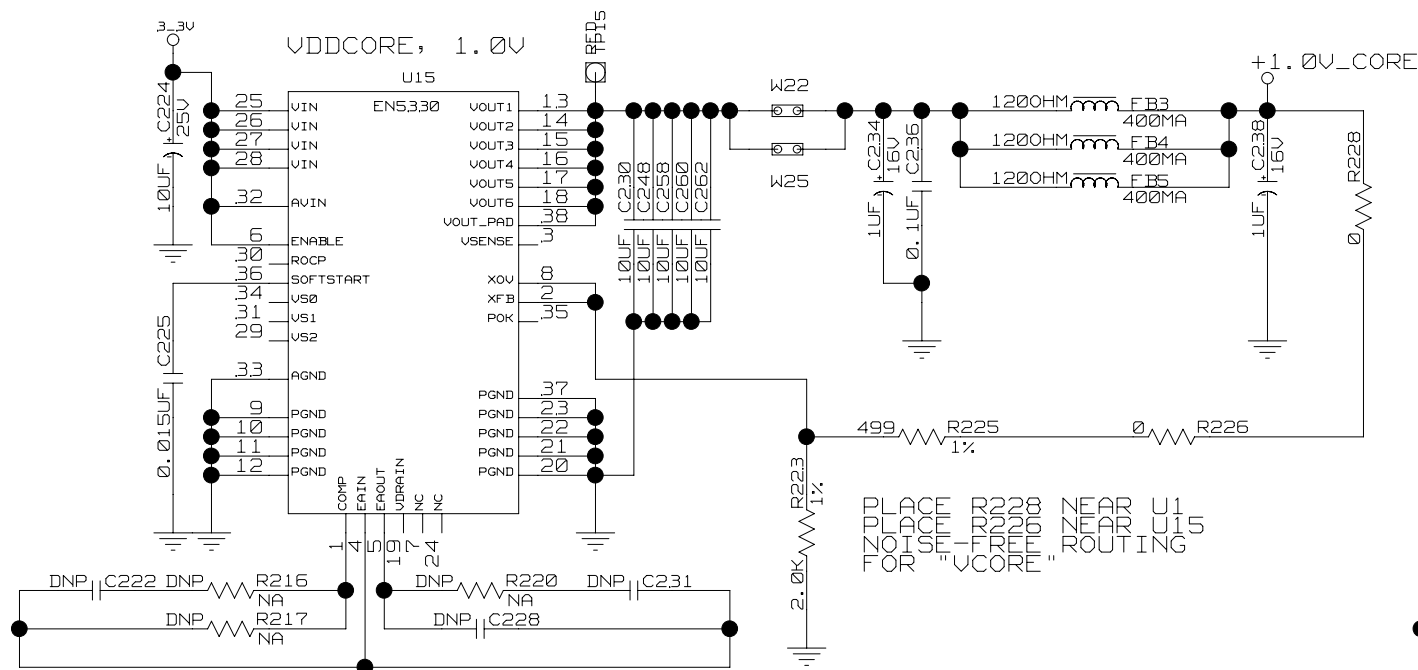 3_3V
VDDCORE, 1.0V
RED
TP15
+1.0V_CORE
U15
EN5330
C224
25V
10UF
25 VIN
26 VIN
27 VIN
28 VIN
32 AVIN
6 ENABLE
30 ROCP
36 SOFTSTART
34 VS0
31 VS1
29 VS2
33 AGND
9 PGND
10 PGND
11 PGND
12 PGND
VOUT1 13
VOUT2 14
VOUT3 15
VOUT4 16
VOUT5 17
VOUT6 18
VOUT_PAD 38
VSENSE 3
XOV 8
XFB 2
POK 35
PGND 37
PGND 23
PGND 22
PGND 21
PGND 20
COMP 1
EAIN 4
EAOUT 5
VDRAIN 19
NC 7
NC 24
C225
0.015UF
C230
10UF
C248
10UF
C258
10UF
C260
10UF
C262
10UF
W22
W25
C234
16V
1UF
C236
0.1UF
120OHM FB3
400MA
120OHM FB4
400MA
120OHM FB5
400MA
C238
16V
1UF
R228
0
499 R225
1%
0 R226
R223
1%
2.0K
PLACE R228 NEAR U1
PLACE R226 NEAR U15
NOISE-FREE ROUTING
FOR "VCORE"
DNP C222 DNP R216
NA
DNP R217
NA
DNP R220
NA
DNP C231
DNP C228